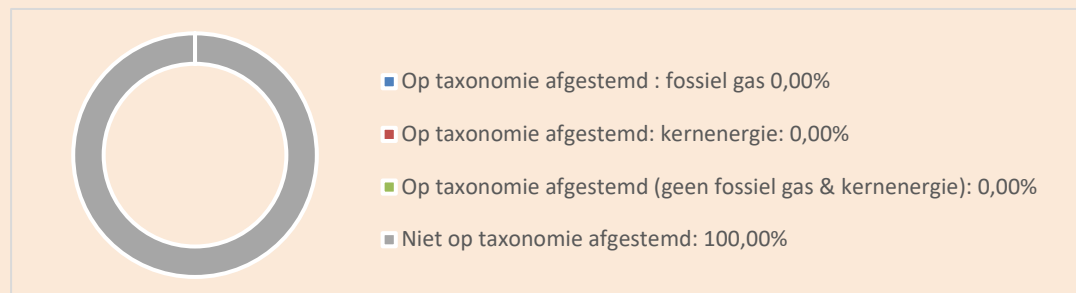 Op taxonomie afgestemd : fossiel gas 0,00%
Op taxonomie afgestemd: kernenergie: 0,00%
Op taxonomie afgestemd (geen fossiel gas & kernenergie): 0,00%
Niet op taxonomie afgestemd: 100,00%